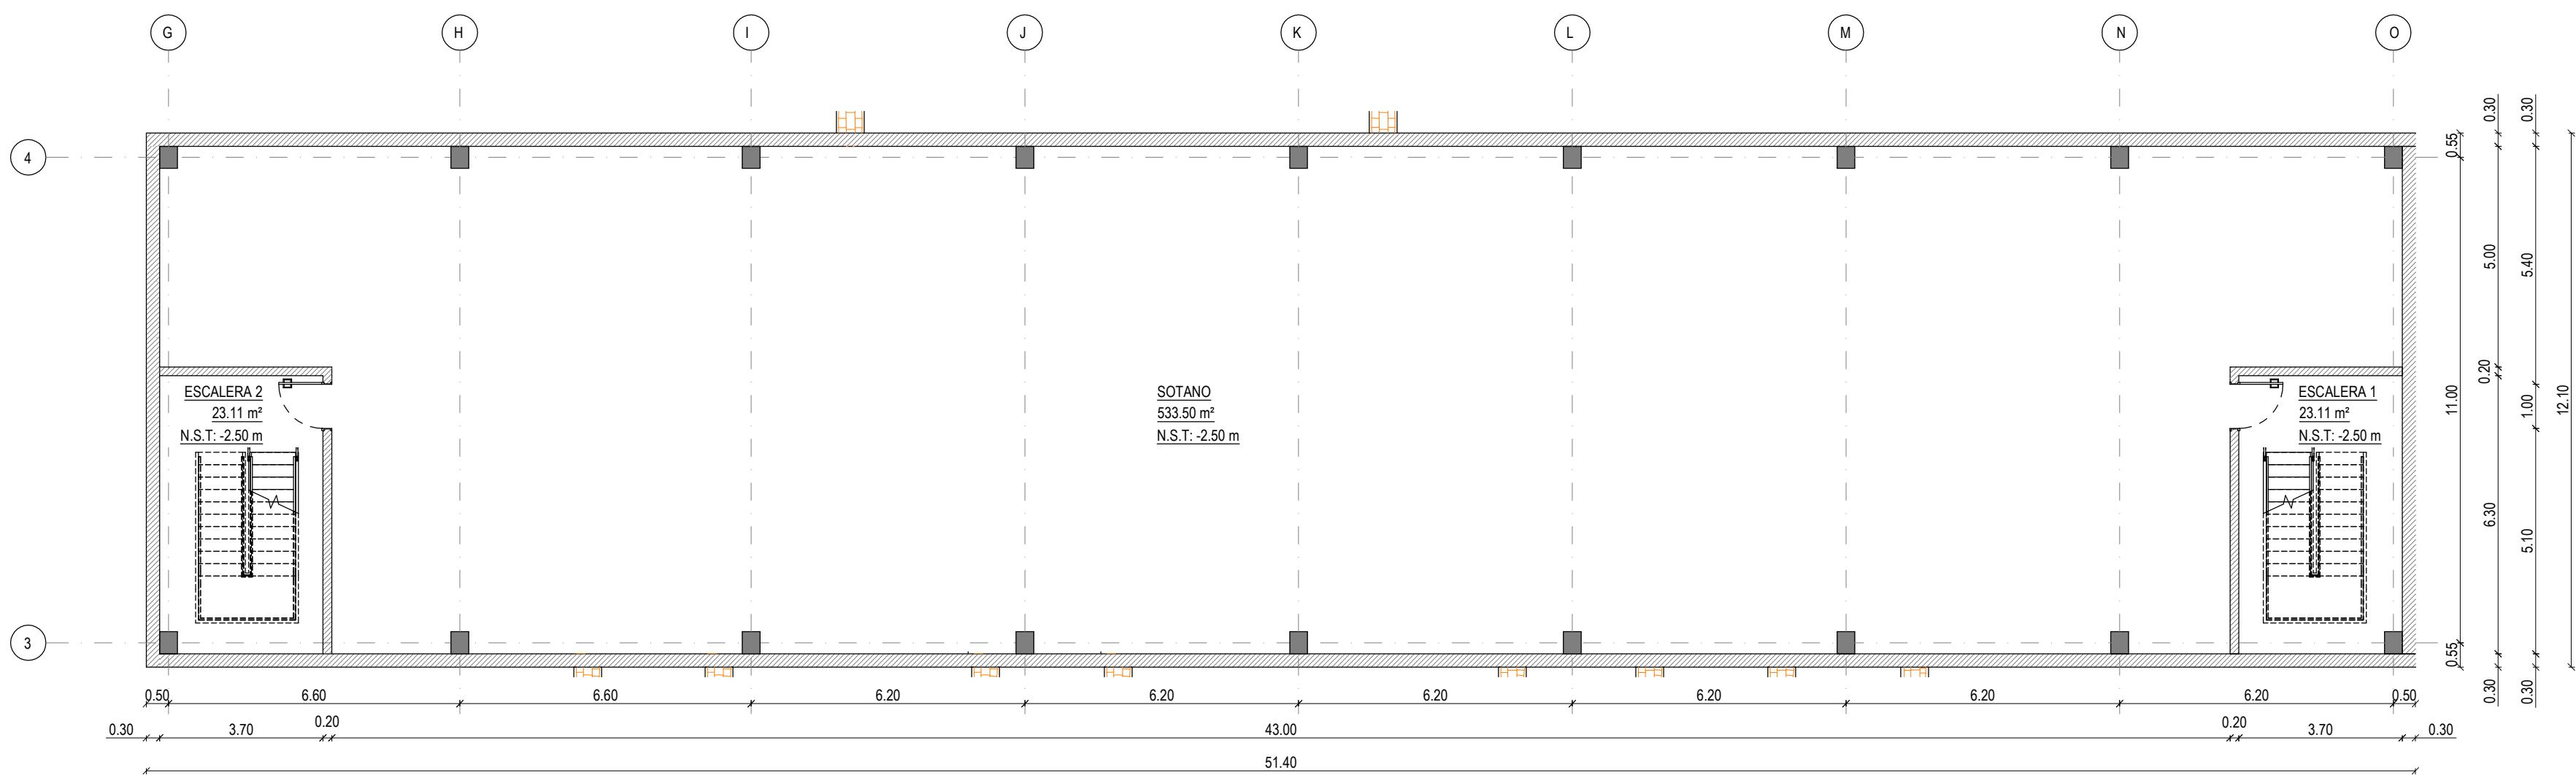 G H I J K L M N O
4
3
ESCALERA 2
23.11 m²
N.S.T: -2.50 m
SOTANO
533.50 m²
N.S.T: -2.50 m
ESCALERA 1
23.11 m²
N.S.T: -2.50 m
0.55
11.00
0.55
0.30
5.00
0.20
6.30
0.30
0.30
5.40
1.00
5.10
0.30
12.10
0.50 6.60 6.60 6.20 6.20 6.20 6.20 6.20 6.20 0.50
0.30 3.70 0.20 43.00 0.20 3.70 0.30
51.40